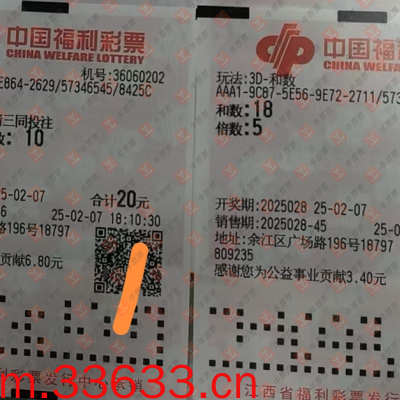 中国福利彩票
CHINA WELFARE LOTTERY
机号:36060202
E864-2629/57346545/8425C
三同投注
数: 10
25-02-07
合计20元
25-02-07 18:10:30
路196号18797
贡献6.80元
利彩票发行中心
中国福利
CHINA WELFARE
玩法:3D-和数
AAA1-9C87-5E56-9E72-2711/573
和数:18
倍数:5
开奖期:2025028 25-02-07
销售期:2025028-45
地址:余江区广场路196号18797
809235
感谢您为公益事业贡献3.40元
江西省福利彩票发行
m.33633.cn